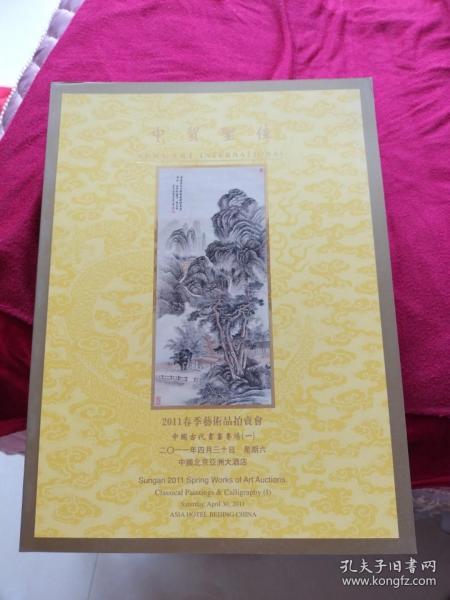 中貿聖佳
2011春季藝術品拍賣會
中國古代書畫專場(一)
二〇一一年四月三十日 星期六
中國北京亞洲大酒店
Sungari 2011 Spring Works of Art Auctions
Classical Paintings & Calligraphy (I)
Saturday, April 30, 2011
ASIA HOTEL BEIJING CHINA
孔夫子旧书网
www.kongfz.com